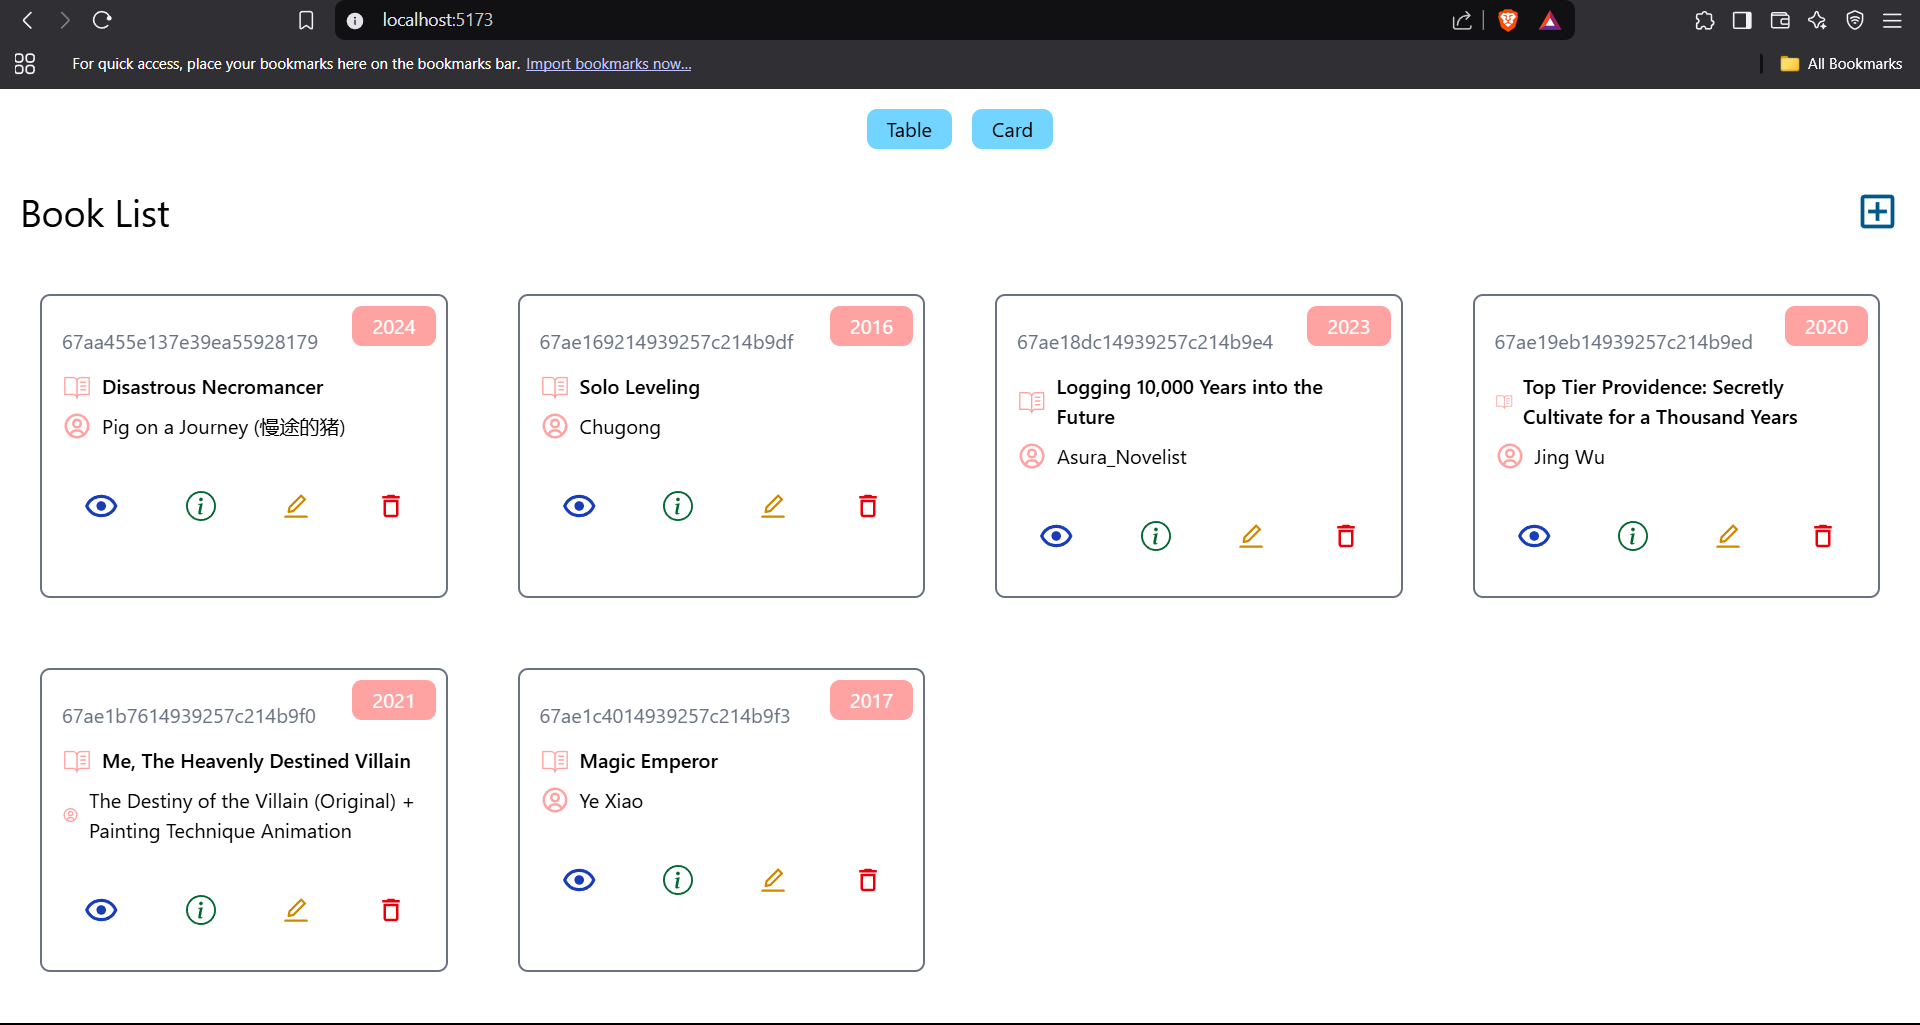 localhost:5173
For quick access, place your bookmarks here on the bookmarks bar. Import bookmarks now...
All Bookmarks
Table
Card
Book List
2024
67aa455e137e39ea55928179
Disastrous Necromancer
Pig on a Journey (慢途的猪)
2016
67ae169214939257c214b9df
Solo Leveling
Chugong
2023
67ae18dc14939257c214b9e4
Logging 10,000 Years into the
Future
Asura_Novelist
2020
67ae19eb14939257c214b9ed
Top Tier Providence: Secretly
Cultivate for a Thousand Years
Jing Wu
2021
67ae1b7614939257c214b9f0
Me, The Heavenly Destined Villain
The Destiny of the Villain (Original) +
Painting Technique Animation
2017
67ae1c4014939257c214b9f3
Magic Emperor
Ye Xiao